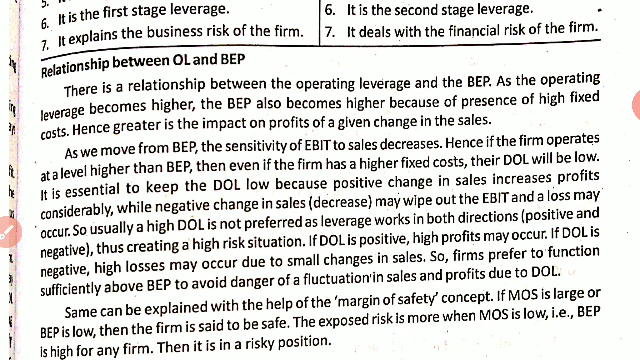 5.
6. It is the first stage leverage.
6. It is the second stage leverage.
7. It explains the business risk of the firm.
7. It deals with the financial risk of the firm.
Relationship between OL and BEP
There is a relationship between the operating leverage and the BEP. As the operating
leverage becomes higher, the BEP also becomes higher because of presence of high fixed
costs. Hence greater is the impact on profits of a given change in the sales.
As we move from BEP, the sensitivity of EBIT to sales decreases. Hence if the firm operates
at a level higher than BEP, then even if the firm has a higher fixed costs, their DOL will be low.
It is essential to keep the DOL low because positive change in sales increases profits
considerably, while negative change in sales (decrease) may wipe out the EBIT and a loss may
occur. So usually a high DOL is not preferred as leverage works in both directions (positive and
negative), thus creating a high risk situation. If DOL is positive, high profits may occur. If DOL is
negative, high losses may occur due to small changes in sales. So, firms prefer to function
sufficiently above BEP to avoid danger of a fluctuation in sales and profits due to DOL.
Same can be explained with the help of the 'margin of safety' concept. If MOS is large or
BEP is low, then the firm is said to be safe. The exposed risk is more when MOS is low, i.e., BEP
is high for any firm. Then it is in a risky position.